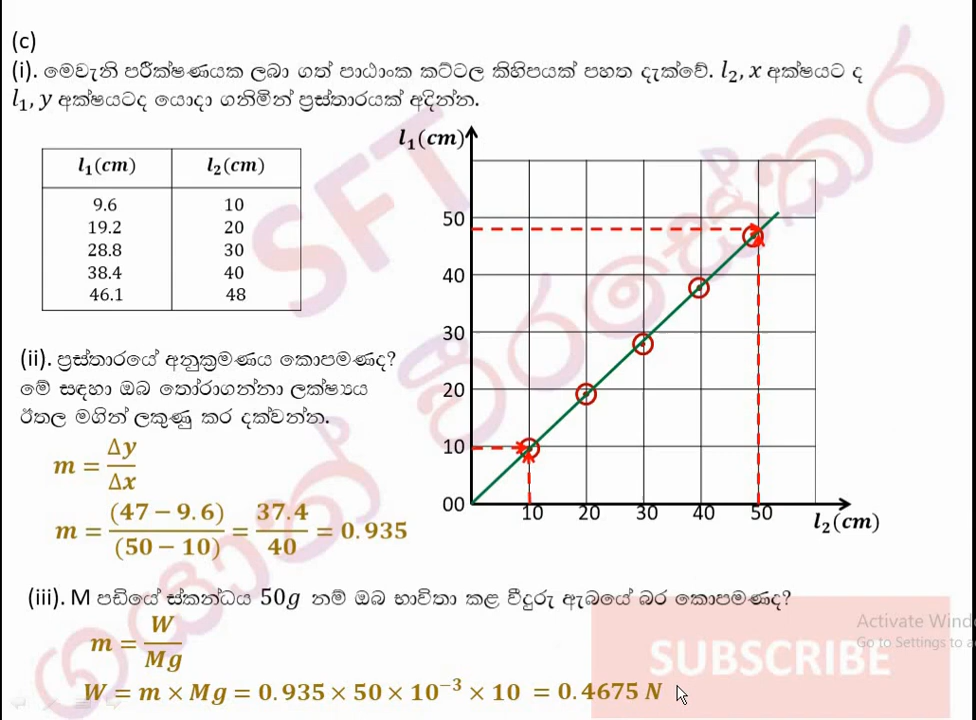 (c)
(i). මෙවැනි පරීක්ෂණයක ලබා ගත් පාඨාංක කට්ටල කිහිපයක් පහත දැක්වේ. l₂, x අක්ෂයට ද
l₁, y අක්ෂයටද යොදා ගනිමින් ප්‍රස්තාරයක් අදින්න.
l₁(cm) l₂(cm)
9.6 10
19.2 20
28.8 30
38.4 40
46.1 48
l₁(cm)
50
40
30
20
10
00
10 20 30 40 50 l₂(cm)
(ii). ප්‍රස්තාරයේ අනුක්‍රමණය කොපමණද?
මේ සඳහා ඔබ තෝරාගන්නා ලක්ෂ්‍යය
ඊතල මගින් ලකුණු කර දක්වන්න.
m = Δy/Δx
m = (47 − 9.6)/(50 − 10) = 37.4/40 = 0.935
(iii). M පඩියේ ස්කන්ධය 50g නම් ඔබ භාවිතා කළ වීදුරු ඇබයේ බර කොපමණද?
m = W/Mg
W = m × Mg = 0.935 × 50 × 10⁻³ × 10 = 0.4675 N
SUBSCRIBE
Activate Wind
Go to Settings to a
SFT